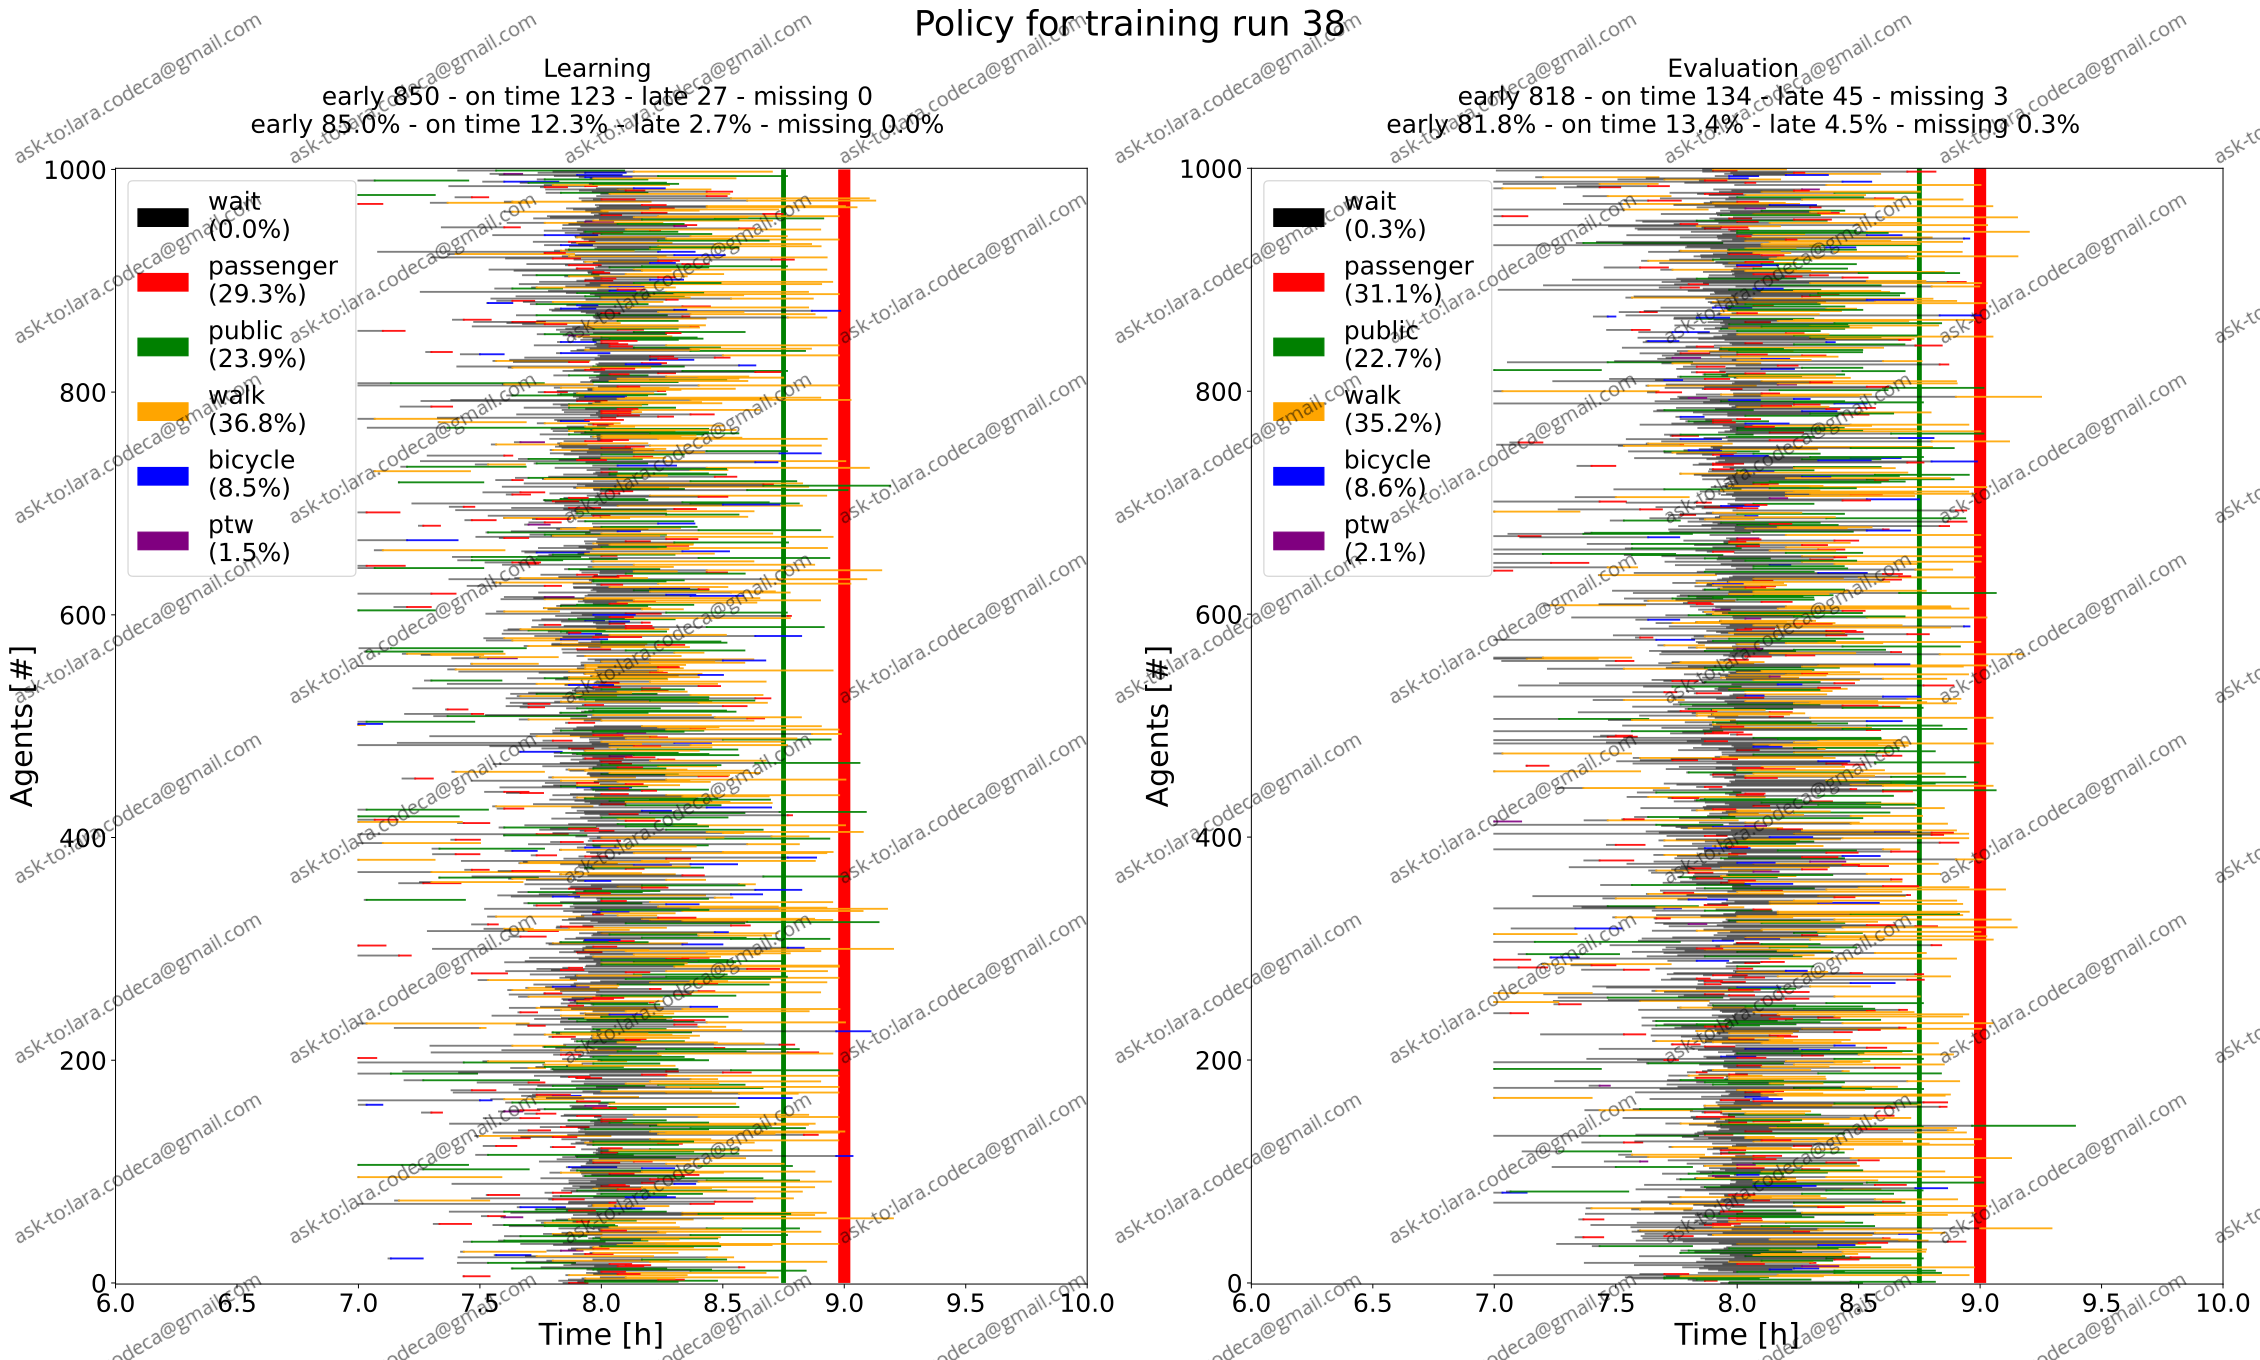 Policy for training run 38
Learning
early 850 - on time 123 - late 27 - missing 0
early 85.0% - on time 12.3% - late 2.7% - missing 0.0%
Agents [#]
1000
800
600
400
200
0
wait
(0.0%)
passenger
(29.3%)
public
(23.9%)
walk
(36.8%)
bicycle
(8.5%)
ptw
(1.5%)
6.0 6.5 7.0 7.5 8.0 8.5 9.0 9.5 10.0
Time [h]
Evaluation
early 818 - on time 134 - late 45 - missing 3
early 81.8% - on time 13.4% - late 4.5% - missing 0.3%
Agents [#]
1000
800
600
400
200
0
wait
(0.3%)
passenger
(31.1%)
public
(22.7%)
walk
(35.2%)
bicycle
(8.6%)
ptw
(2.1%)
6.0 6.5 7.0 7.5 8.0 8.5 9.0 9.5 10.0
Time [h]
ask-to:lara.codeca@gmail.com